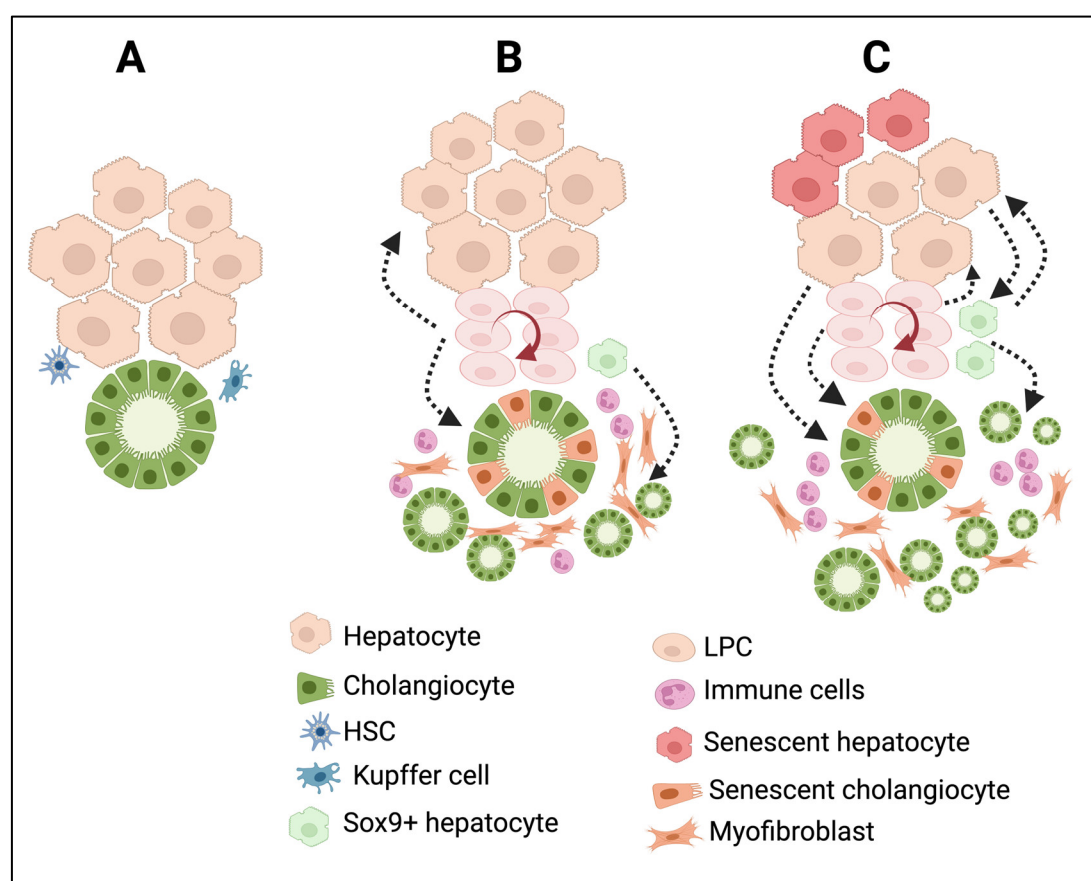 A
B
C
Hepatocyte
Cholangiocyte
HSC
Kupffer cell
Sox9+ hepatocyte
LPC
Immune cells
Senescent hepatocyte
Senescent cholangiocyte
Myofibroblast